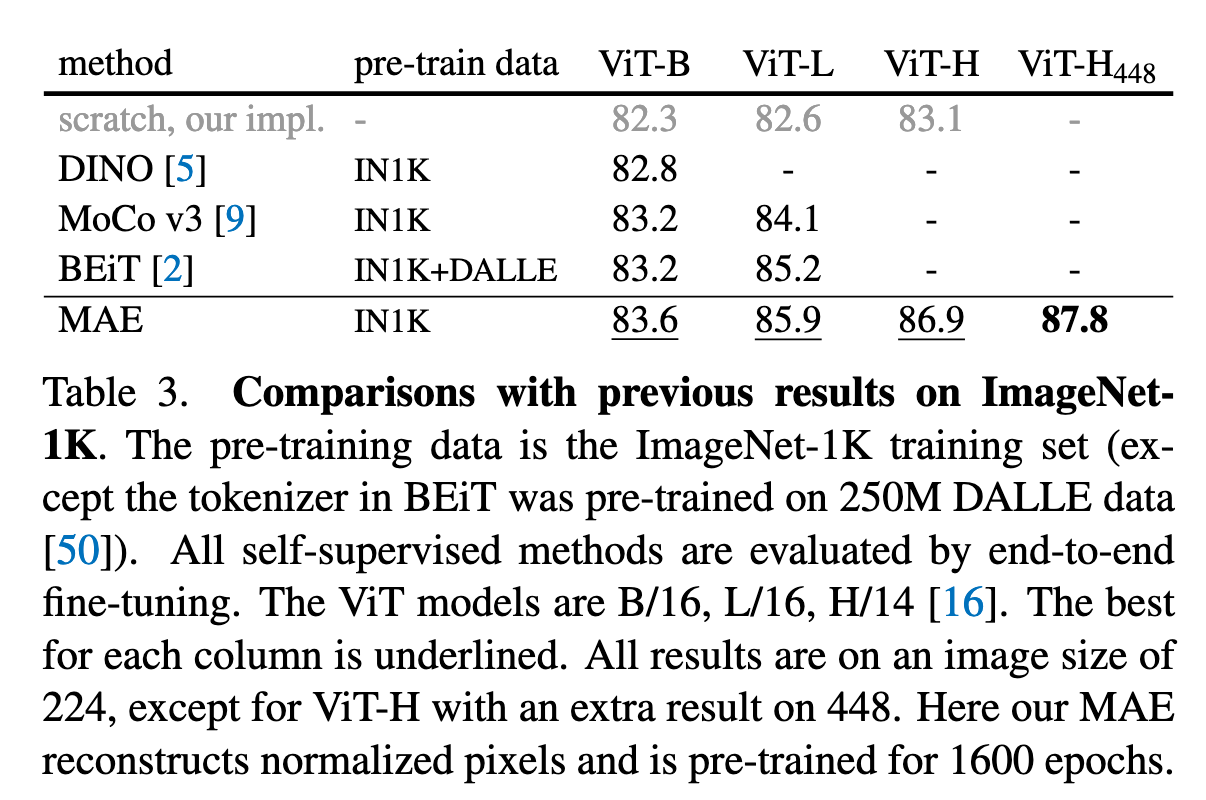 method pre-train data ViT-B ViT-L ViT-H ViT-H448
scratch, our impl. - 82.3 82.6 83.1 -
DINO [5] IN1K 82.8 - - -
MoCo v3 [9] IN1K 83.2 84.1 - -
BEiT [2] IN1K+DALLE 83.2 85.2 - -
MAE IN1K 83.6 85.9 86.9 87.8
Table 3. Comparisons with previous results on ImageNet-
1K. The pre-training data is the ImageNet-1K training set (ex-
cept the tokenizer in BEiT was pre-trained on 250M DALLE data
[50]). All self-supervised methods are evaluated by end-to-end
fine-tuning. The ViT models are B/16, L/16, H/14 [16]. The best
for each column is underlined. All results are on an image size of
224, except for ViT-H with an extra result on 448. Here our MAE
reconstructs normalized pixels and is pre-trained for 1600 epochs.